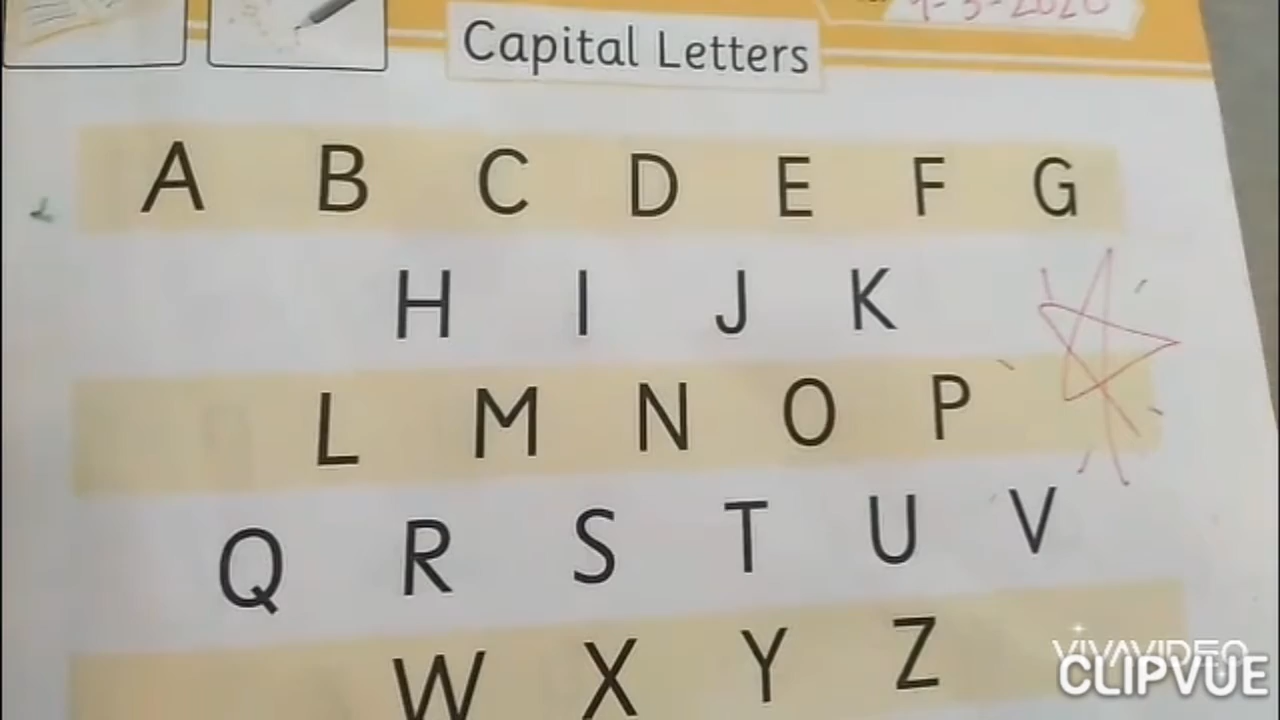 Capital Letters
A B C D E F G
H I J K
L M N O P
Q R S T U V
W X Y Z
VIVAVIDEO
CLIPVUE